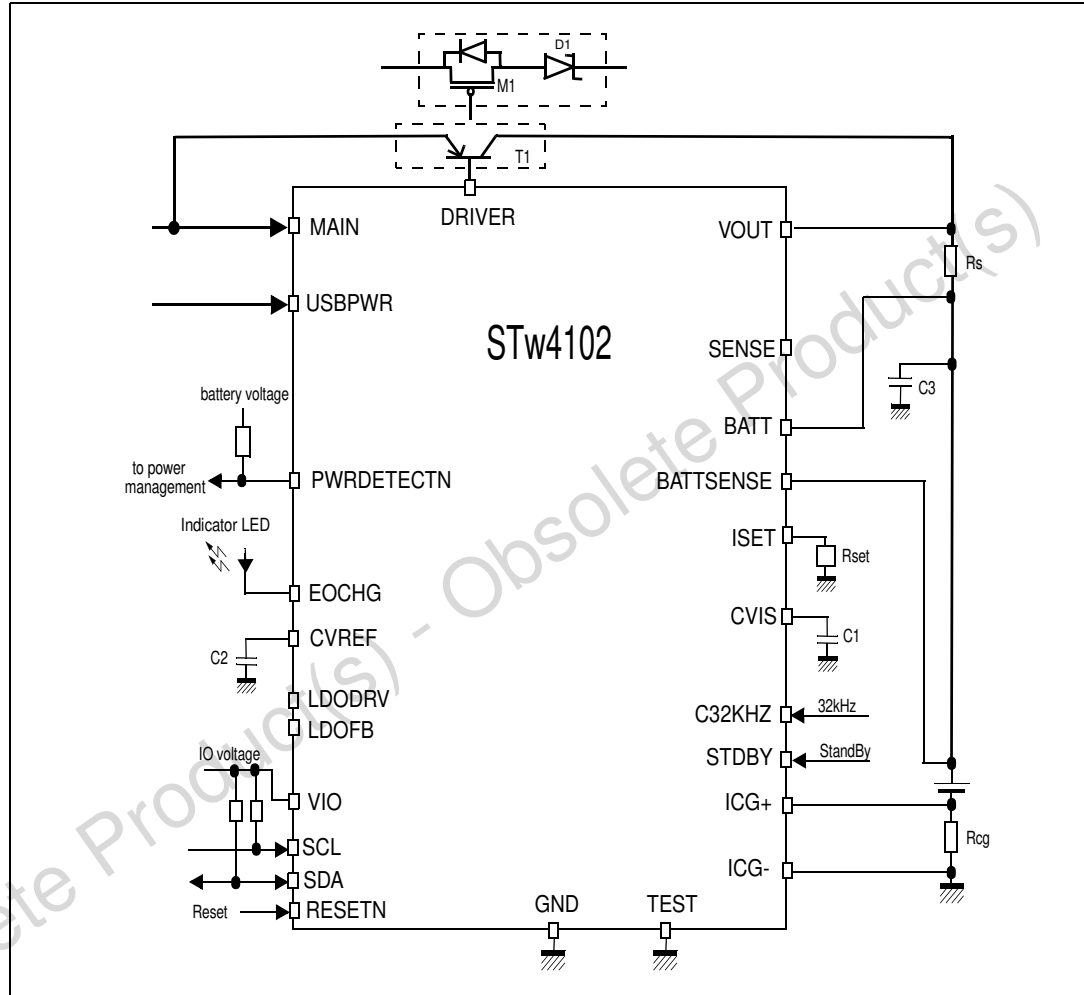 D1
M1
T1
DRIVER
MAIN
VOUT
Rs
USBPWR
STw4102
SENSE
battery voltage
C3
BATT
to power
management
PWRDETECTN
BATTSENSE
Indicator LED
ISET
Rset
EOCHG
CVIS
C1
CVREF
C2
LDODRV
C32KHZ
32kHz
LDOFB
IO voltage
STDBY
StandBy
VIO
ICG+
Rcg
SCL
ICG-
SDA
Reset
RESETN
GND
TEST
ete Product(s) - Obsolete Product(s)